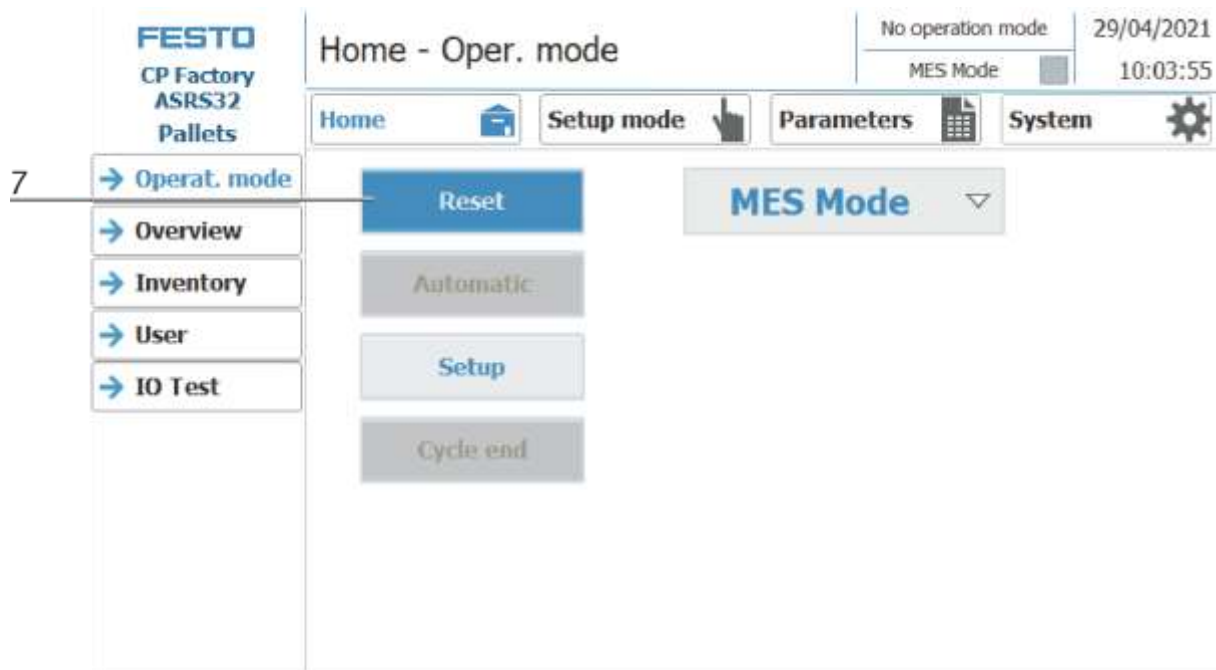 FESTO
CP Factory
ASRS32
Pallets
Home - Oper. mode
No operation mode
MES Mode
29/04/2021
10:03:55
Home
Setup mode
Parameters
System
7
Operat. mode
Overview
Inventory
User
IO Test
Reset
Automatic
Setup
Cycle end
MES Mode